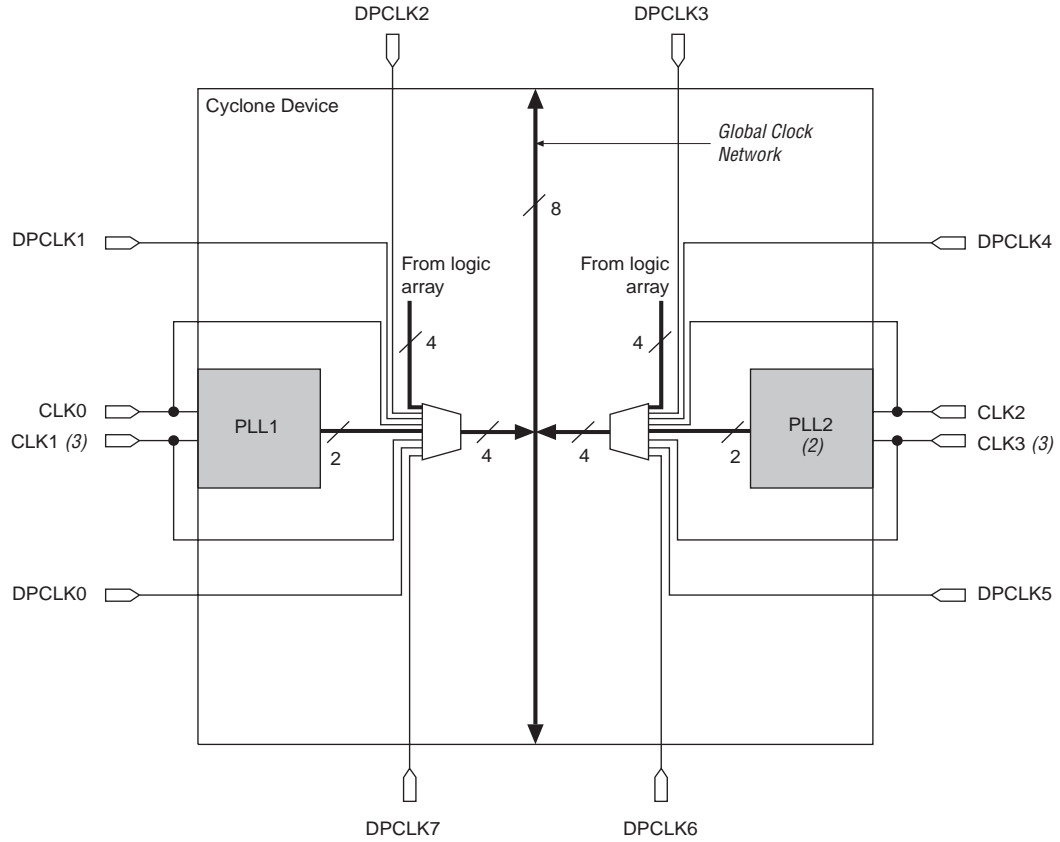 DPCLK2
DPCLK3
Cyclone Device
Global Clock
Network
8
DPCLK1
DPCLK4
From logic
array
From logic
array
4
4
CLK0
CLK1 (3)
PLL1
2
4
4
2
PLL2
(2)
CLK2
CLK3 (3)
DPCLK0
DPCLK5
DPCLK7
DPCLK6